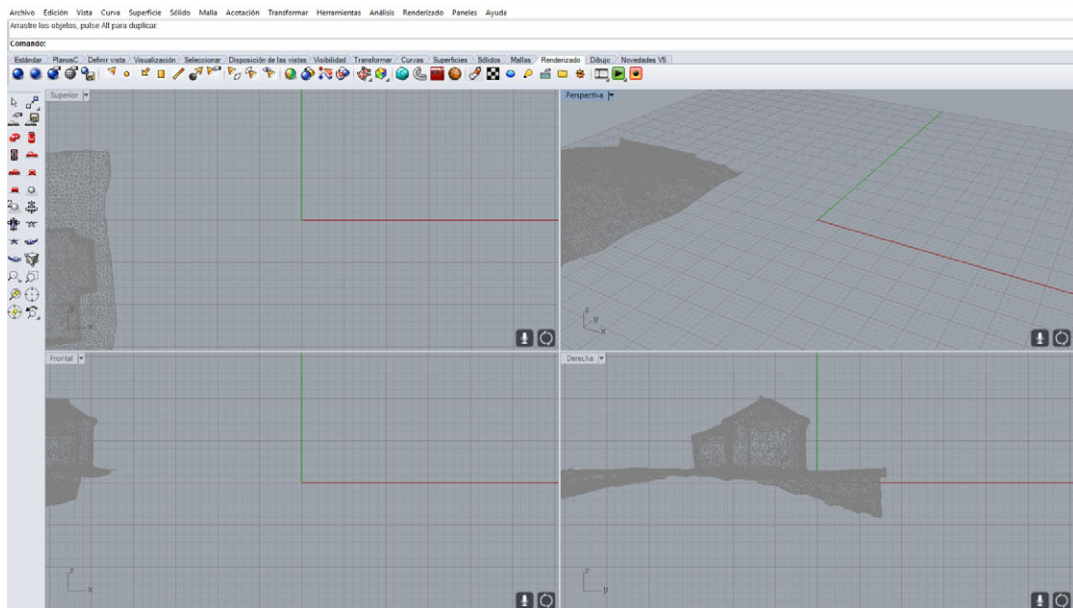 Archivo Edición Vista Curva Superficie Sólido Malla Acotación Transformar Herramientas Análisis Renderizado Paneles Ayuda
Arrastre los objetos, pulse Alt para duplicar.
Comando:
Estándar PlanosC Definir vista Visualización Seleccionar Disposición de las vistas Visibilidad Transformar Curvas Superficies Sólidos Mallas Renderizado Dibujo Novedades V5
Superior Perspectiva
y x
z y x
Frontal Derecha
z x
z y